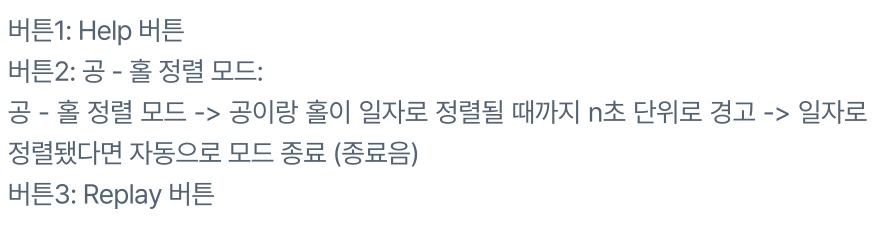 버튼1: Help 버튼
버튼2: 공 - 홀 정렬 모드:
공 - 홀 정렬 모드 -> 공이랑 홀이 일자로 정렬될 때까지 n초 단위로 경고 -> 일자로
정렬됐다면 자동으로 모드 종료 (종료음)
버튼3: Replay 버튼